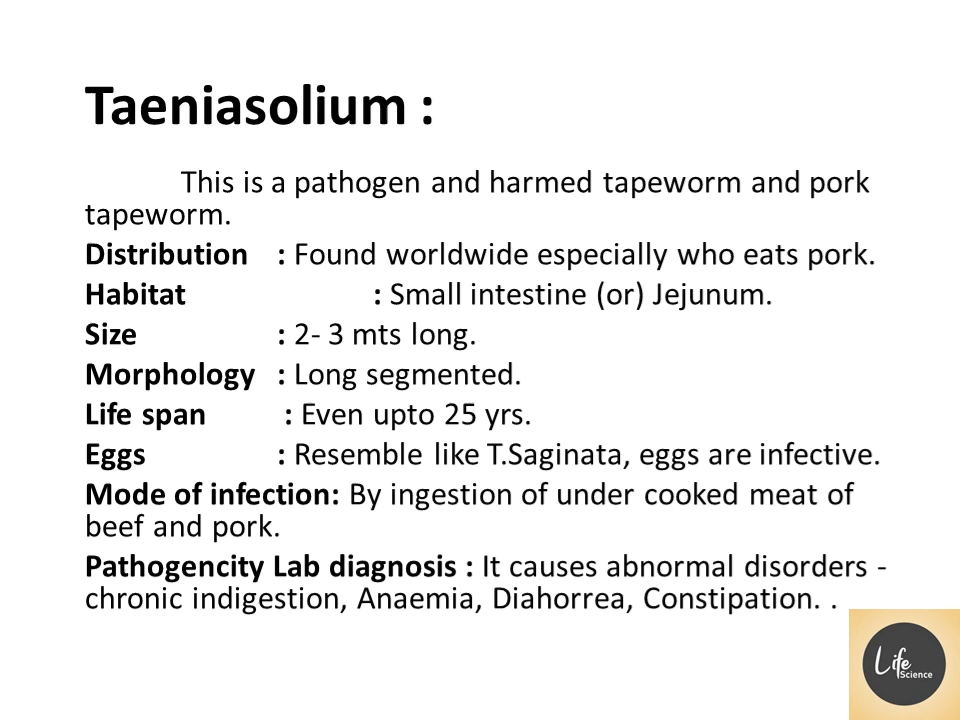 Taeniasolium :
This is a pathogen and harmed tapeworm and pork
tapeworm.
Distribution : Found worldwide especially who eats pork.
Habitat : Small intestine (or) Jejunum.
Size : 2- 3 mts long.
Morphology : Long segmented.
Life span : Even upto 25 yrs.
Eggs : Resemble like T.Saginata, eggs are infective.
Mode of infection: By ingestion of under cooked meat of
beef and pork.
Pathogencity Lab diagnosis : It causes abnormal disorders -
chronic indigestion, Anaemia, Diahorrea, Constipation. .
Life
Science